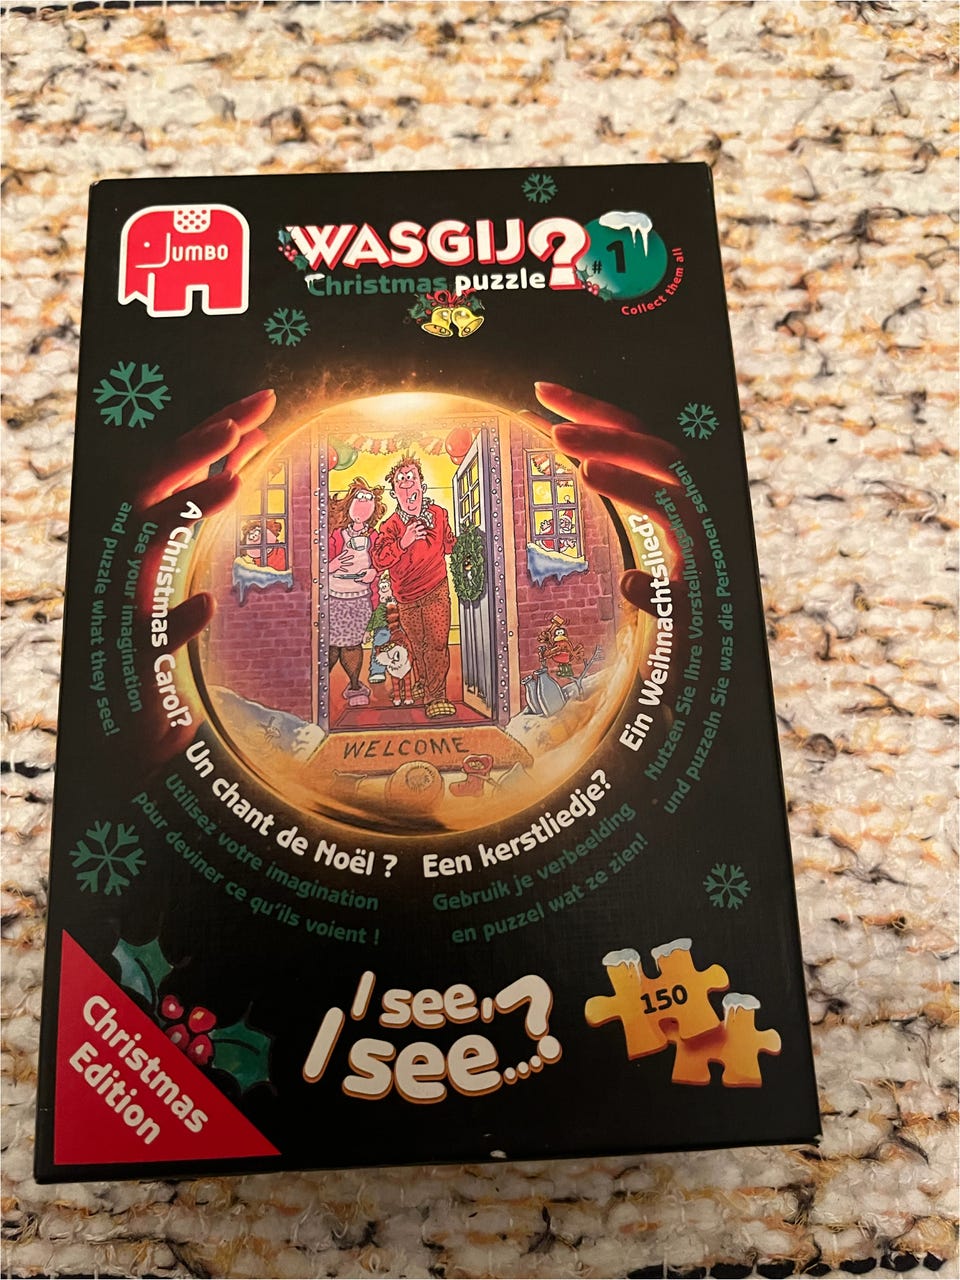 JUMBO
WASGIJ?
Christmas puzzle
#1
Collect them all
A Christmas Carol?
Use your imagination
and puzzle what they see!
Un chant de Noël ?
Utilisez votre imagination
pour deviner ce qu'ils voient !
Een kerstliedje?
Gebruik je verbeelding
en puzzel wat ze zien!
Ein Weihnachtslied?
Nutzen Sie Ihre Vorstellungskraft
und puzzeln Sie was die Personen sehen!
WELCOME
I see,
I see...?
150
Christmas
Edition